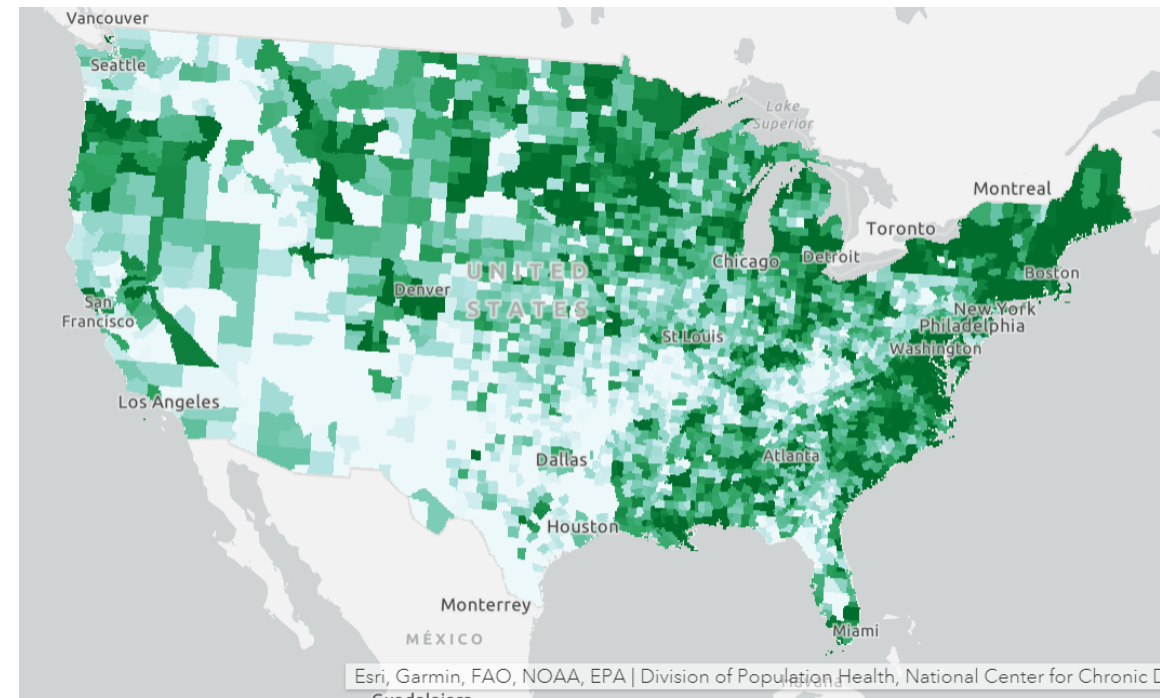 Vancouver
Seattle
Lake
Superior
Montreal
Toronto
Chicago
Detroit
Boston
UNITED
STATES
Denver
San
Francisco
St Louis
New York
Philadelphia
Washington
Los Angeles
Atlanta
Dallas
Houston
Monterrey
MÉXICO
Miami
Esri, Garmin, FAO, NOAA, EPA | Division of Population Health, National Center for Chronic D
Havana